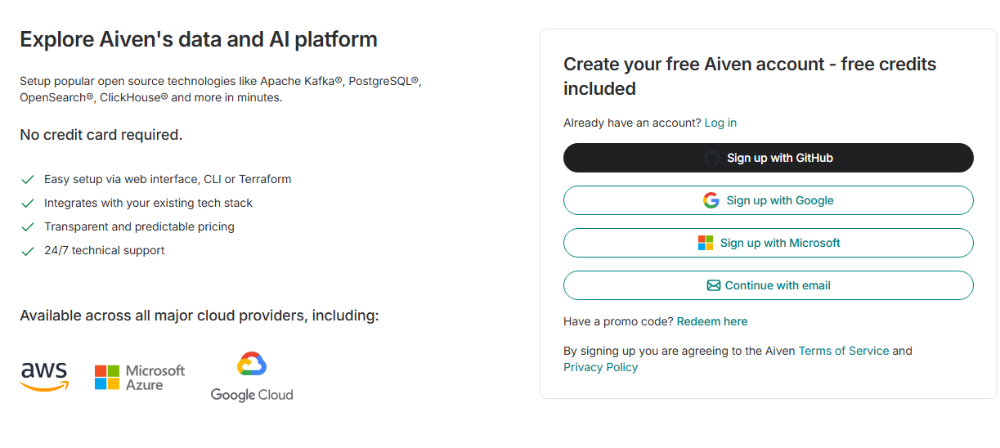 Explore Aiven's data and AI platform
Setup popular open source technologies like Apache Kafka®, PostgreSQL®,
OpenSearch®, ClickHouse® and more in minutes.
No credit card required.
Easy setup via web interface, CLI or Terraform
Integrates with your existing tech stack
Transparent and predictable pricing
24/7 technical support
Available across all major cloud providers, including:
aws
Microsoft
Azure
Google Cloud
Create your free Aiven account - free credits
included
Already have an account? Log in
Sign up with GitHub
Sign up with Google
Sign up with Microsoft
Continue with email
Have a promo code? Redeem here
By signing up you are agreeing to the Aiven Terms of Service and
Privacy Policy